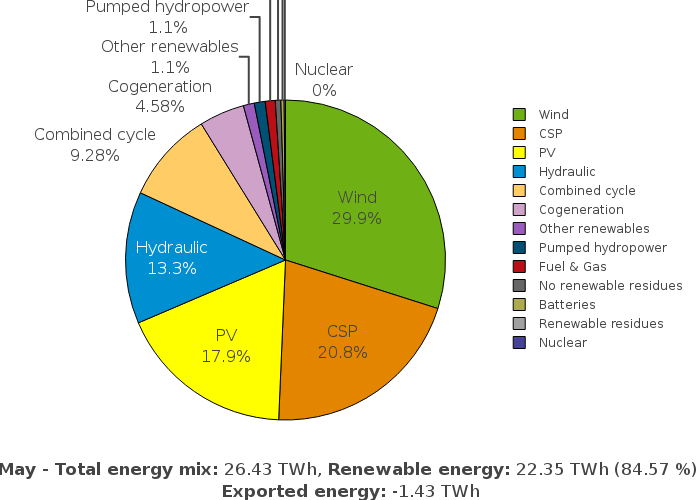 Pumped hydropower
1.1%
Other renewables
1.1%
Cogeneration
4.58%
Nuclear
0%
Combined cycle
9.28%
Wind
29.9%
Hydraulic
13.3%
PV
17.9%
CSP
20.8%
Wind
CSP
PV
Hydraulic
Combined cycle
Cogeneration
Other renewables
Pumped hydropower
Fuel & Gas
No renewable residues
Batteries
Renewable residues
Nuclear
May - Total energy mix: 26.43 TWh, Renewable energy: 22.35 TWh (84.57 %)
Exported energy: -1.43 TWh